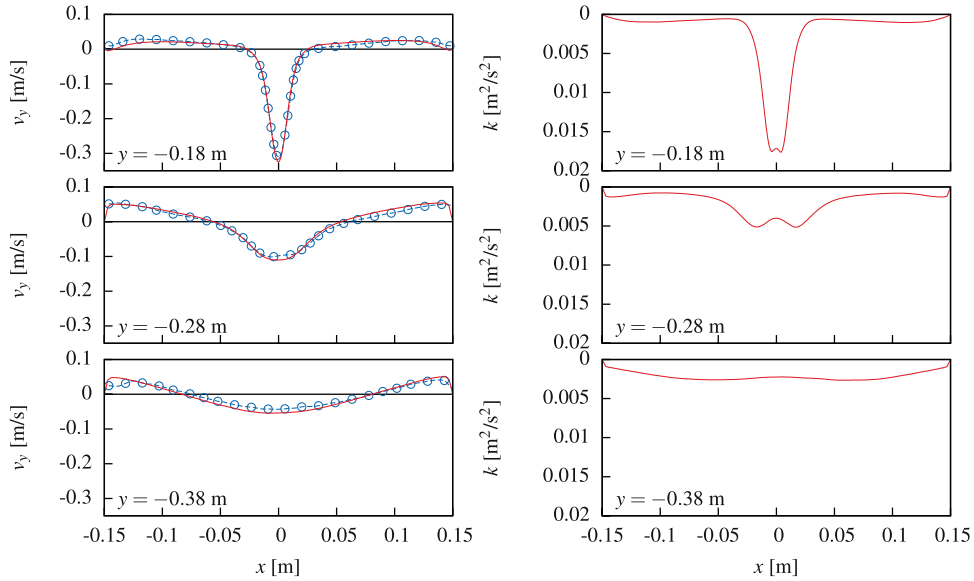 0.1
0
-0.1
-0.2
-0.3
v_y [m/s]
y = −0.18 m
0
0.005
0.01
0.015
0.02
k [m²/s²]
y = −0.18 m
0.1
0
-0.1
-0.2
-0.3
v_y [m/s]
y = −0.28 m
0
0.005
0.01
0.015
0.02
k [m²/s²]
y = −0.28 m
0.1
0
-0.1
-0.2
-0.3
v_y [m/s]
y = −0.38 m
-0.15 -0.1 -0.05 0 0.05 0.1 0.15
x [m]
0
0.005
0.01
0.015
0.02
k [m²/s²]
y = −0.38 m
-0.15 -0.1 -0.05 0 0.05 0.1 0.15
x [m]